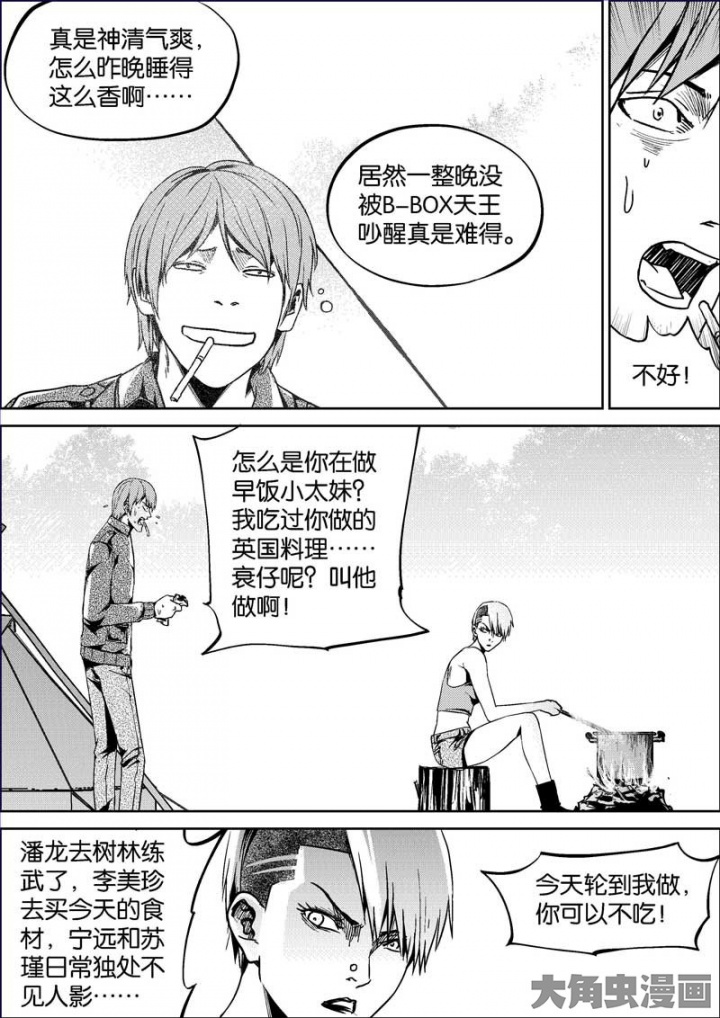 真是神清气爽，
怎么昨晚睡得
这么香啊……
居然一整晚没
被B-BOX天王
吵醒真是难得。
不好！
怎么是你在做
早饭小太妹？
我吃过你做的
英国料理……
衰仔呢？叫他
做啊！
潘龙去树林练
武了，李美珍
去买今天的食
材，宁远和苏
瑾日常独处不
见人影……
今天轮到我做，
你可以不吃！
大角虫漫画